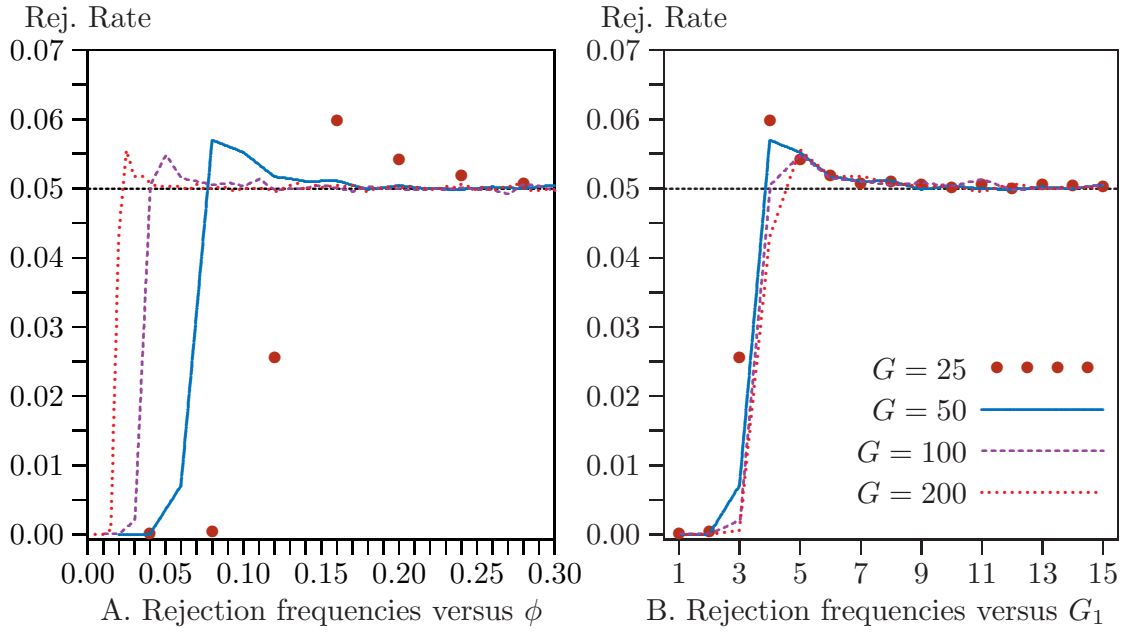 Rej. Rate
0.07
0.06
0.05
0.04
0.03
0.02
0.01
0.00
0.00 0.05 0.10 0.15 0.20 0.25 0.30
A. Rejection frequencies versus ϕ
Rej. Rate
0.07
0.06
0.05
0.04
0.03
0.02
0.01
0.00
G = 25
G = 50
G = 100
G = 200
1 3 5 7 9 11 13 15
B. Rejection frequencies versus G₁